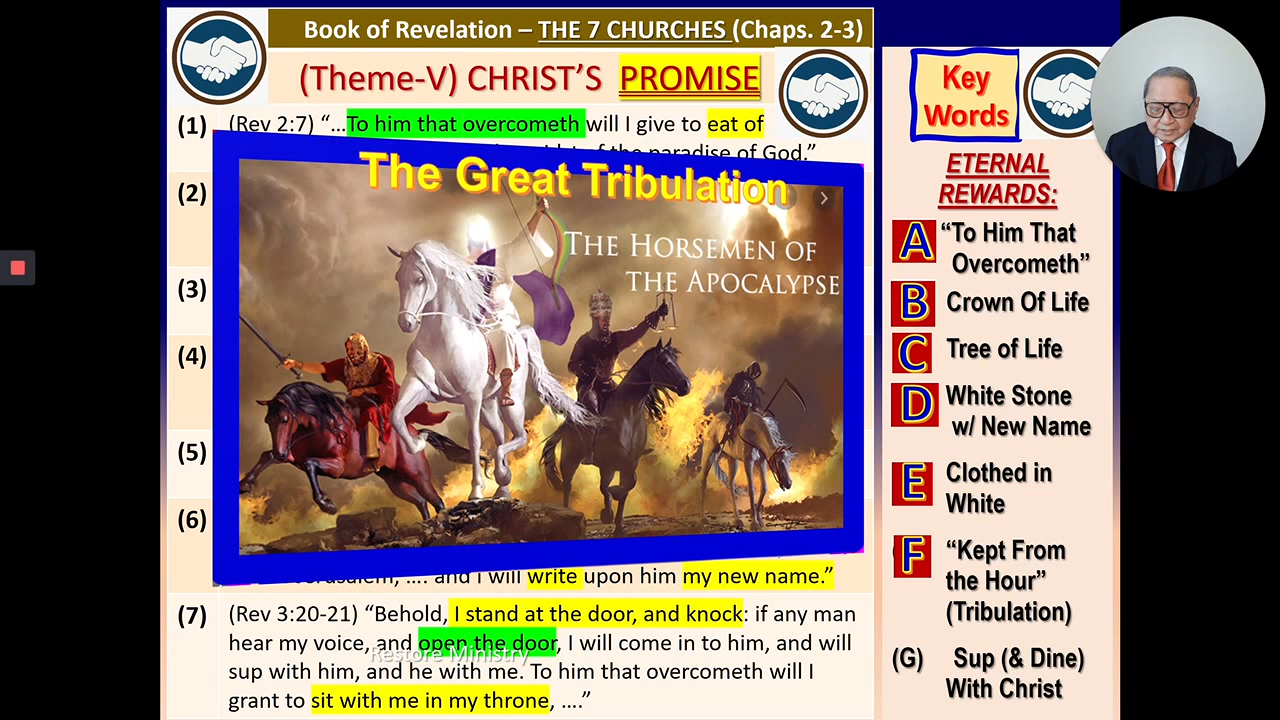 Book of Revelation – THE 7 CHURCHES (Chaps. 2-3)
(Theme-V) CHRIST’S PROMISE
(1) (Rev 2:7) “…To him that overcometh will I give to eat of
of the paradise of God.”
The Great Tribulation
THE HORSEMEN OF
THE APOCALYPSE
(2)
(3)
(4)
(5)
(6)
…. and I will write upon him my new name.”
(7) (Rev 3:20-21) “Behold, I stand at the door, and knock: if any man
hear my voice, and open the door, I will come in to him, and will
sup with him, and he with me. To him that overcometh will I
grant to sit with me in my throne, ….”
Restore Ministry
Key
Words
ETERNAL
REWARDS:
A “To Him That
Overcometh”
B Crown Of Life
C Tree of Life
D White Stone
w/ New Name
E Clothed in
White
F “Kept From
the Hour”
(Tribulation)
(G) Sup (& Dine)
With Christ